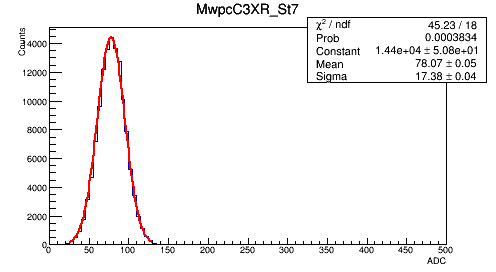 MwpcC3XR_St7
χ² / ndf 45.23 / 18
Prob 0.0003834
Constant 1.44e+04 ± 5.08e+01
Mean 78.07 ± 0.05
Sigma 17.38 ± 0.04
Counts
14000
12000
10000
8000
6000
4000
2000
0
0 50 100 150 200 250 300 350 400 450 500
ADC